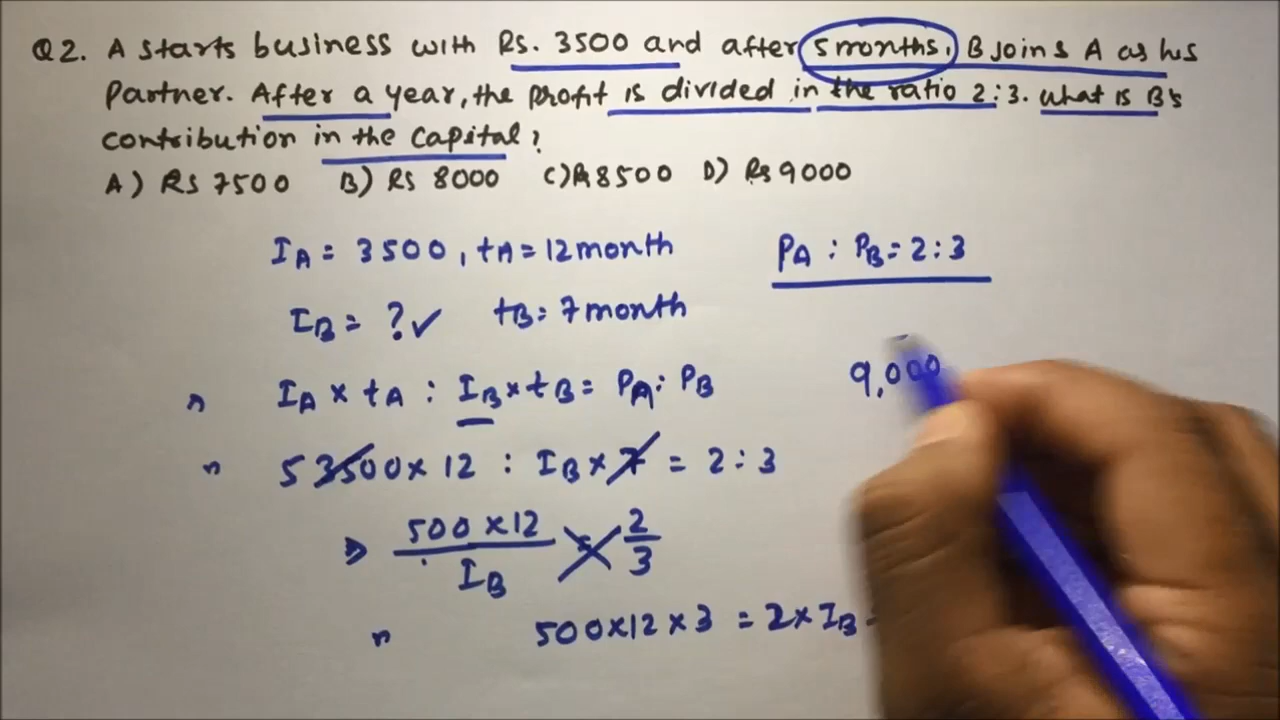 Q2. A starts business with Rs. 3500 and after 5 months, B joins A as his
Partner. After a year, the profit is divided in the ratio 2:3. What is B's
contribution in the Capital?
A) Rs 7500 B) Rs 8000 C) Rs 8500 D) Rs 9000
IA = 3500, tA = 12 month PA : PB = 2:3
IB = ? ✓ tB = 7 month
9,000
IA × tA : IB × tB = PA : PB
5 3500 × 12 : IB × 7 = 2:3
⇒ 500 × 12 / IB = 2/3
500 × 12 × 3 = 2 × IB